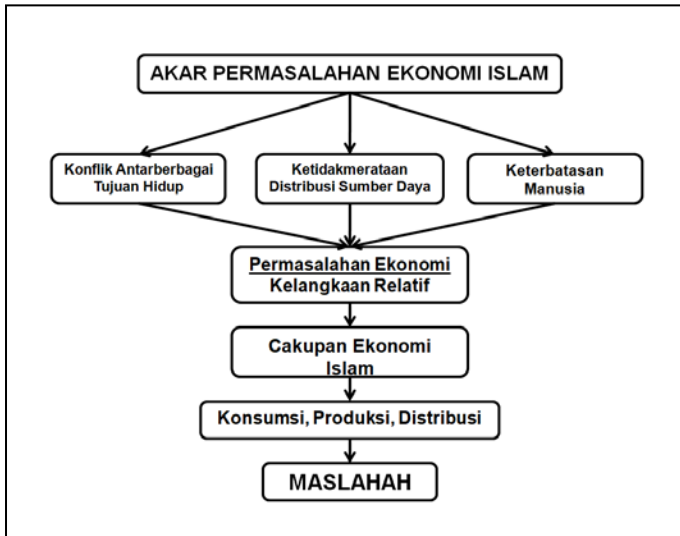 AKAR PERMASALAHAN EKONOMI ISLAM
Konflik Antarberbagai
Tujuan Hidup
Ketidakmerataan
Distribusi Sumber Daya
Keterbatasan
Manusia
Permasalahan Ekonomi
Kelangkaan Relatif
Cakupan Ekonomi
Islam
Konsumsi, Produksi, Distribusi
MASLAHAH